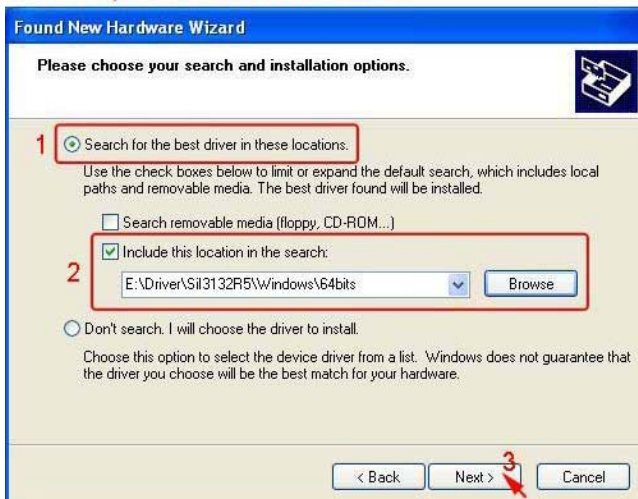 Found New Hardware Wizard
Please choose your search and installation options.
1
Search for the best driver in these locations.
Use the check boxes below to limit or expand the default search, which includes local
paths and removable media. The best driver found will be installed.
Search removable media (floppy, CD-ROM...)
2
Include this location in the search:
E:\Driver\SiI3132R5\Windows\64bits
Browse
Don't search. I will choose the driver to install.
Choose this option to select the device driver from a list. Windows does not guarantee that
the driver you choose will be the best match for your hardware.
< Back Next > 3 Cancel